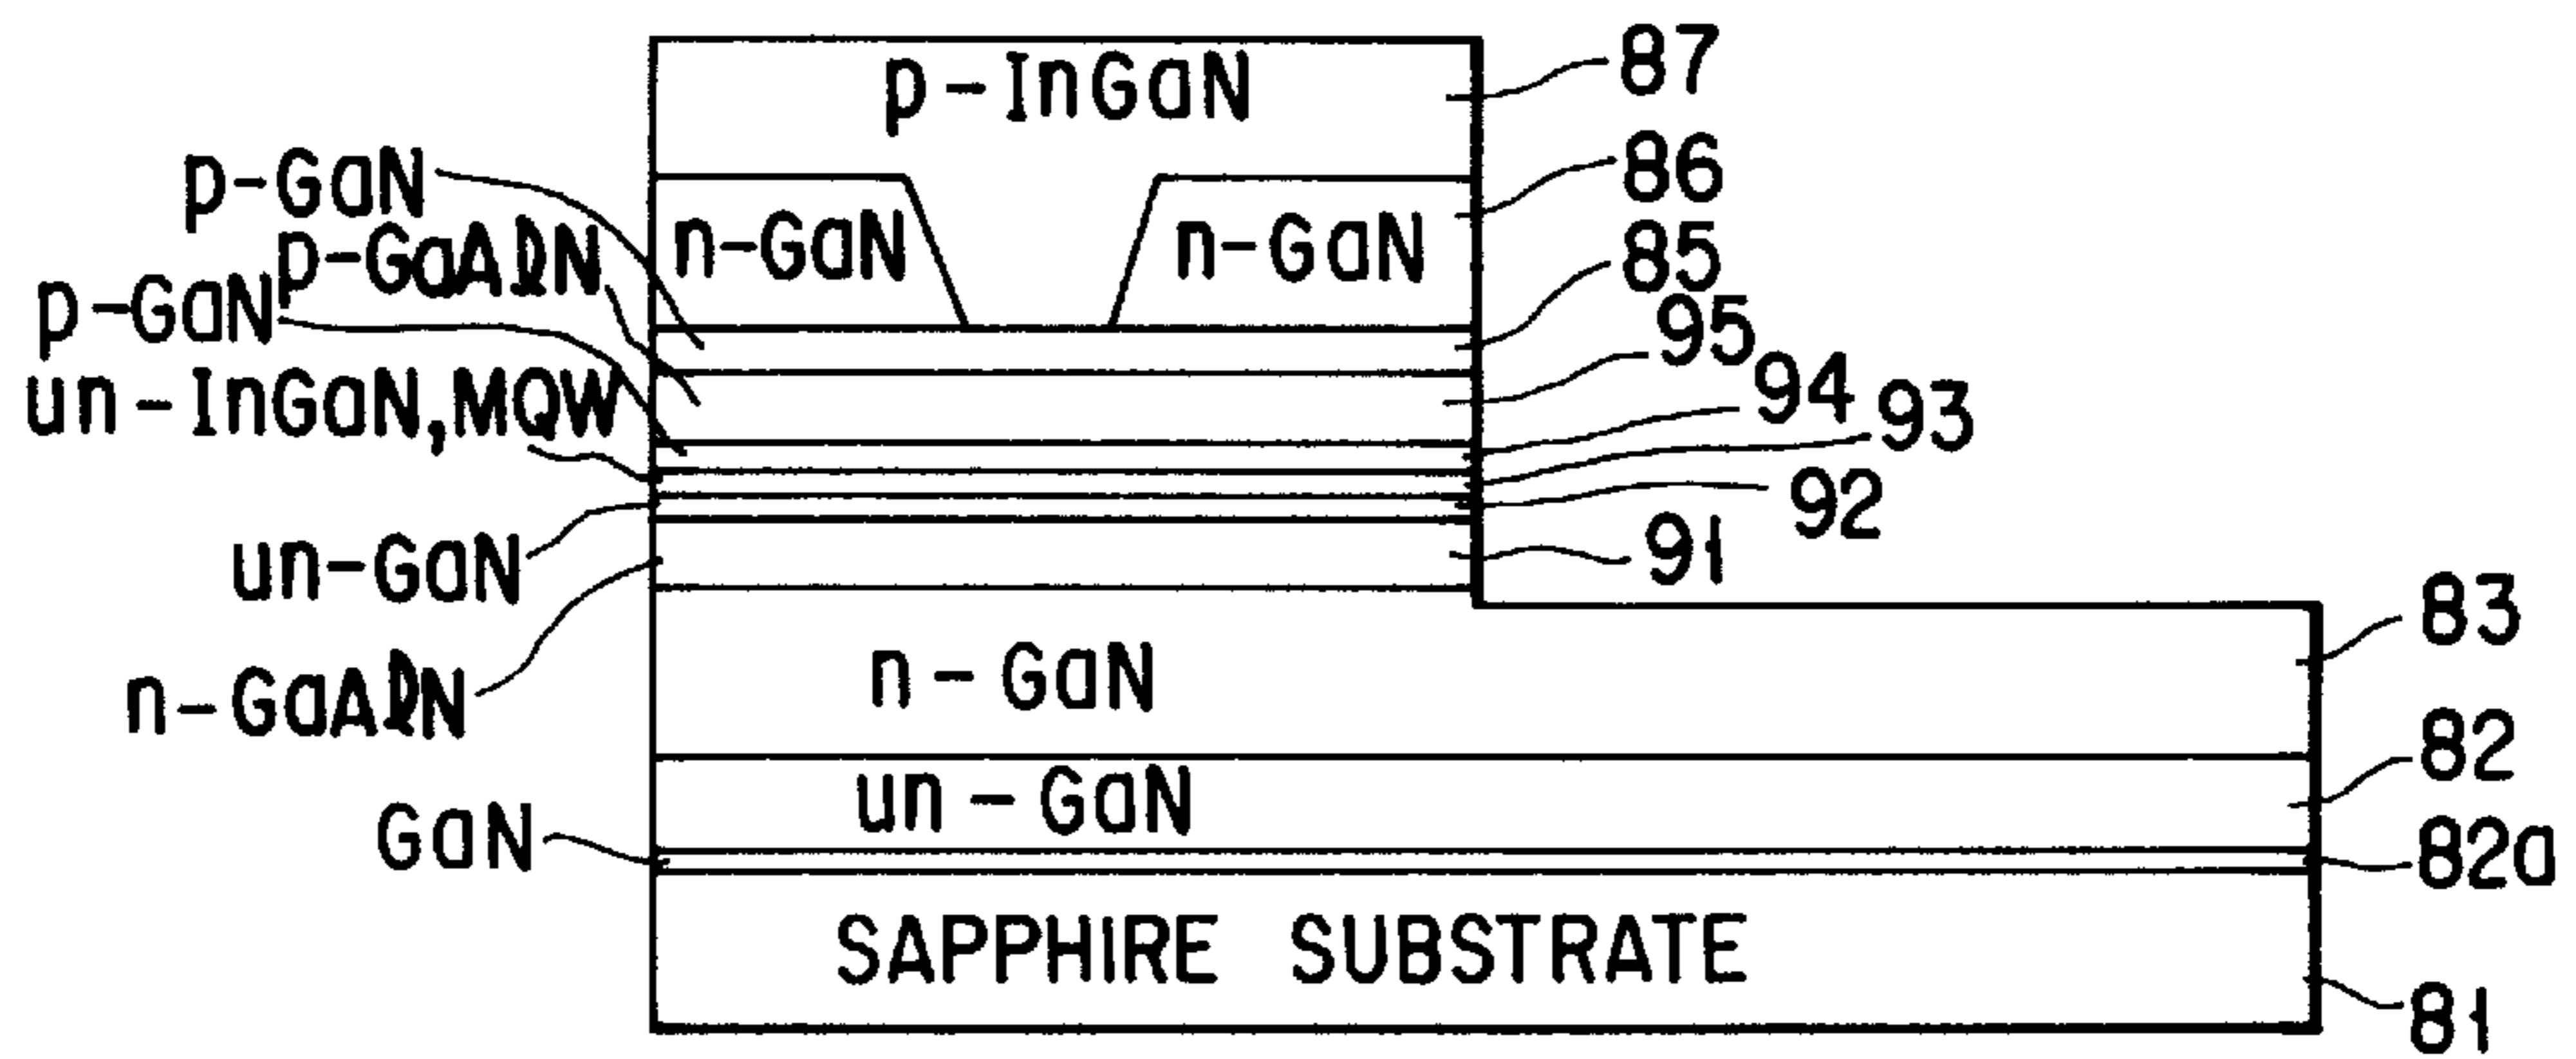 p-InGaN
87
p-GaN
86
n-GaN
n-GaN
p-GaAlN
85
p-GaN
95
un-InGaN,MQW
94
93
92
un-GaN
91
83
n-GaAlN
n-GaN
82
un-GaN
GaN
82a
SAPPHIRE SUBSTRATE
81